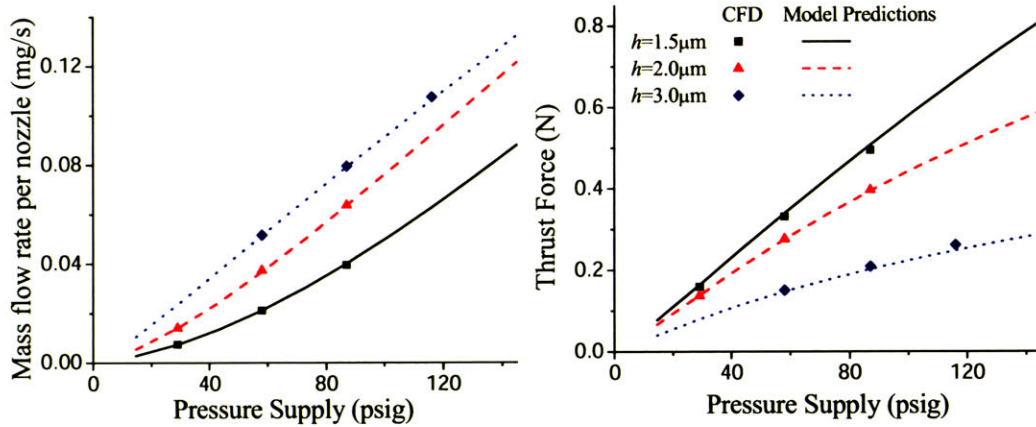 Mass flow rate per nozzle (mg/s)
0.12
0.08
0.04
0.00
0
40
80
120
Pressure Supply (psig)
CFD Model Predictions
h=1.5μm
h=2.0μm
h=3.0μm
Thrust Force (N)
0.8
0.6
0.4
0.2
0.0
0
40
80
120
Pressure Supply (psig)